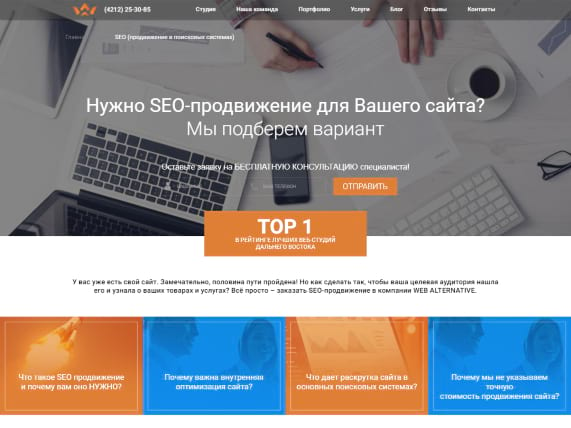 (4212) 25-30-85
Студия
Наша команда
Портфолио
Услуги
Блог
Отзывы
Контакты
Главная
SEO (продвижение в поисковых системах)
Нужно SEO-продвижение для Вашего сайта?
Мы подберем вариант
Оставьте заявку на БЕСПЛАТНУЮ КОНСУЛЬТАЦИЮ специалиста!
ВАШ ТЕЛЕФОН
ОТПРАВИТЬ
TOP 1
В РЕЙТИНГЕ ЛУЧШИХ ВЕБ СТУДИЙ
ДАЛЬНЕГО ВОСТОКА
У вас уже есть свой сайт. Замечательно, половина пути пройдена! Но как сделать так, чтобы ваша целевая аудитория нашла
его и узнала о ваших товарах и услугах? Всё просто – заказать SEO-продвижение в компании WEB ALTERNATIVE.
Что такое SEO продвижение
и почему вам оно НУЖНО?
Почему важна внутренняя
оптимизация сайта?
Что дает раскрутка сайта в
основных поисковых системах?
Почему мы не указываем
точную
стоимость продвижения сайта?